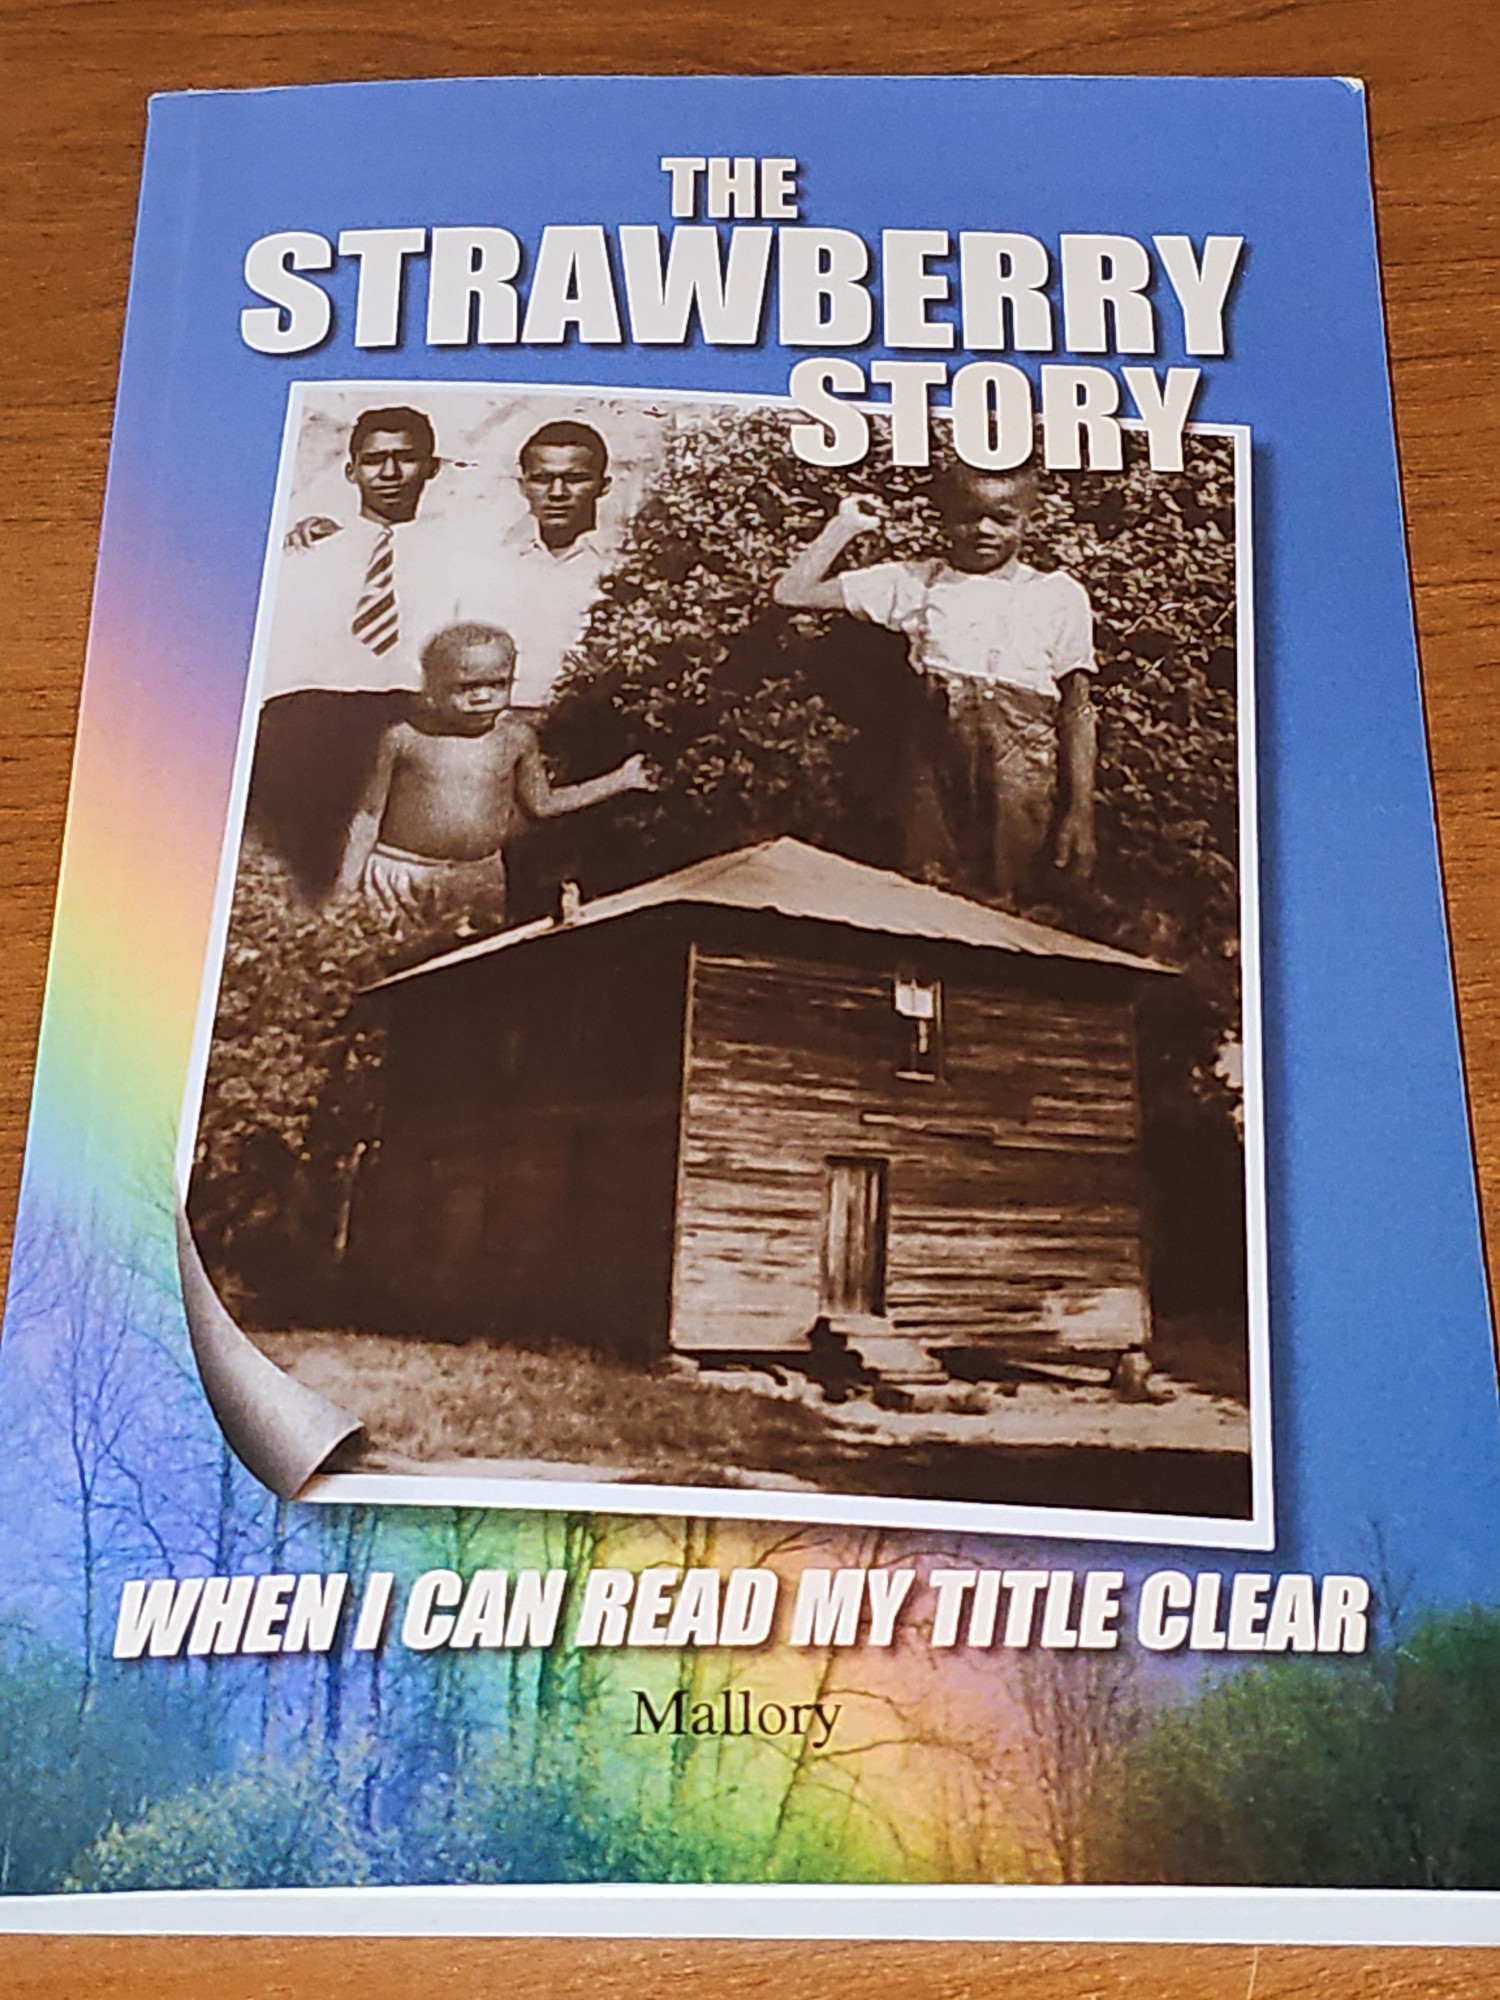 THE
STRAWBERRY
STORY
WHEN I CAN READ MY TITLE CLEAR
Mallory